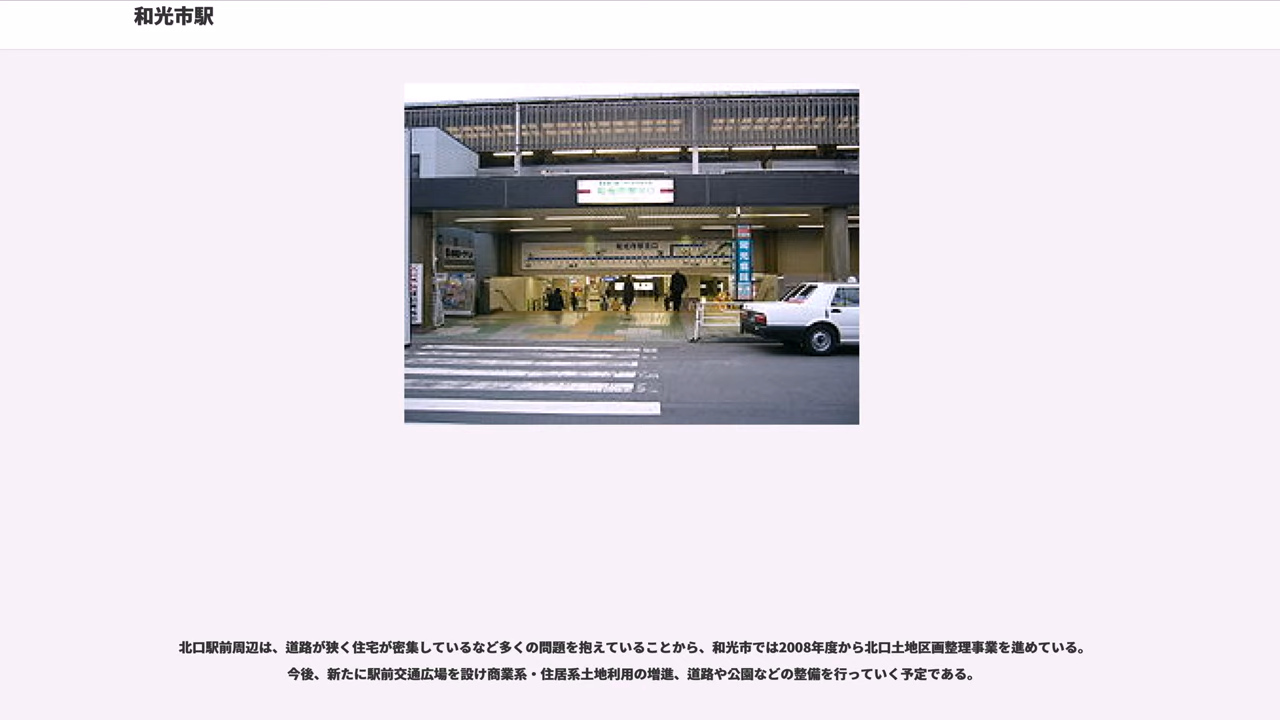 和光市駅
和光市駅北口
北口駅前周辺は、道路が狭く住宅が密集しているなど多くの問題を抱えていることから、和光市では2008年度から北口土地区画整理事業を進めている。
今後、新たに駅前交通広場を設け商業系・住居系土地利用の増進、道路や公園などの整備を行っていく予定である。